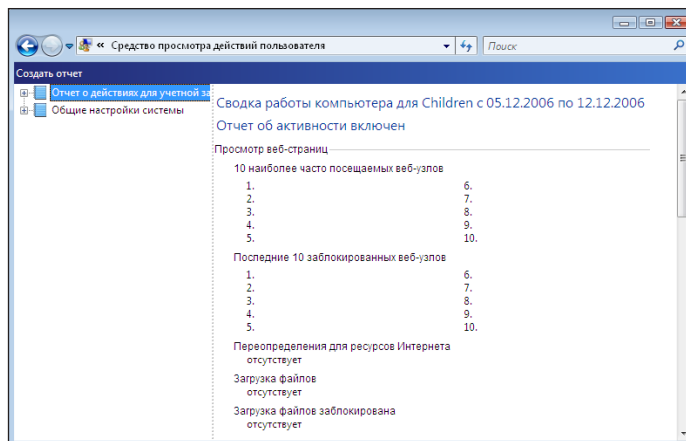 « Средство просмотра действий пользователя
Поиск
Создать отчет
Отчет о действиях для учетной за
Общие настройки системы
Сводка работы компьютера для Children с 05.12.2006 по 12.12.2006
Отчет об активности включен
Просмотр веб-страниц
10 наиболее часто посещаемых веб-узлов
1. 6.
2. 7.
3. 8.
4. 9.
5. 10.
Последние 10 заблокированных веб-узлов
1. 6.
2. 7.
3. 8.
4. 9.
5. 10.
Переопределения для ресурсов Интернета
отсутствует
Загрузка файлов
отсутствует
Загрузка файлов заблокирована
отсутствует